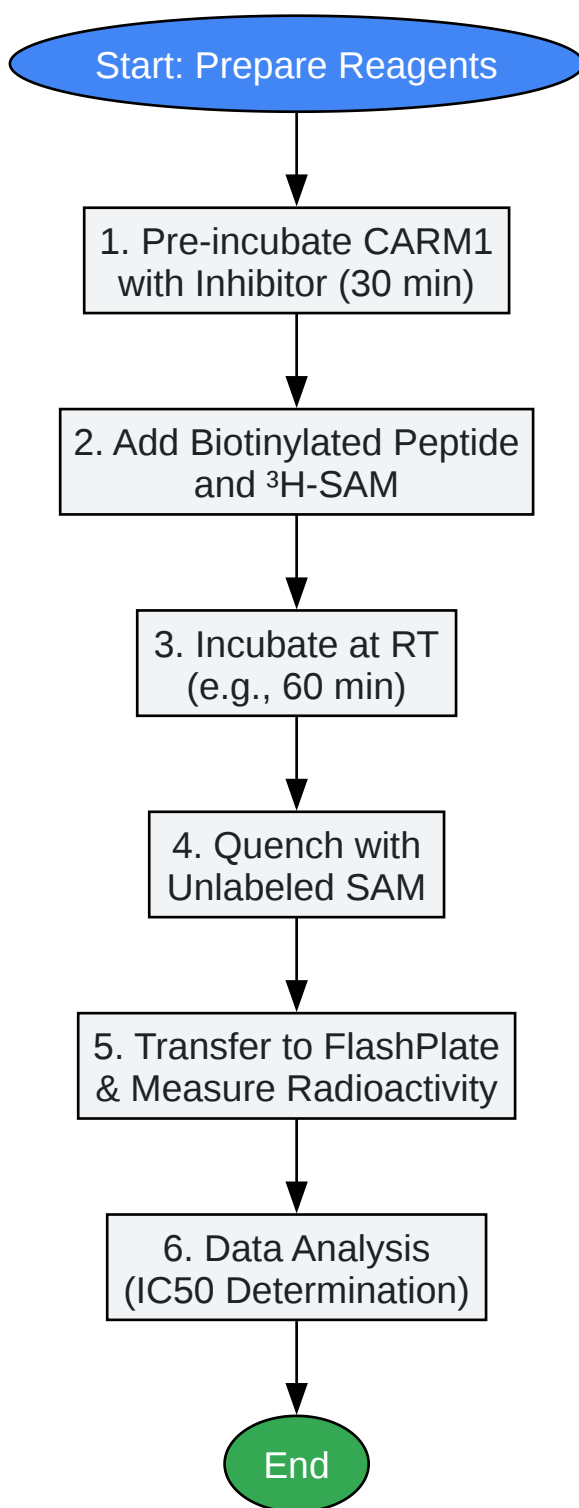 Start: Prepare Reagents
1. Pre-incubate CARM1
with Inhibitor (30 min)
2. Add Biotinylated Peptide
and ³H-SAM
3. Incubate at RT
(e.g., 60 min)
4. Quench with
Unlabeled SAM
5. Transfer to FlashPlate
& Measure Radioactivity
6. Data Analysis
(IC50 Determination)
End